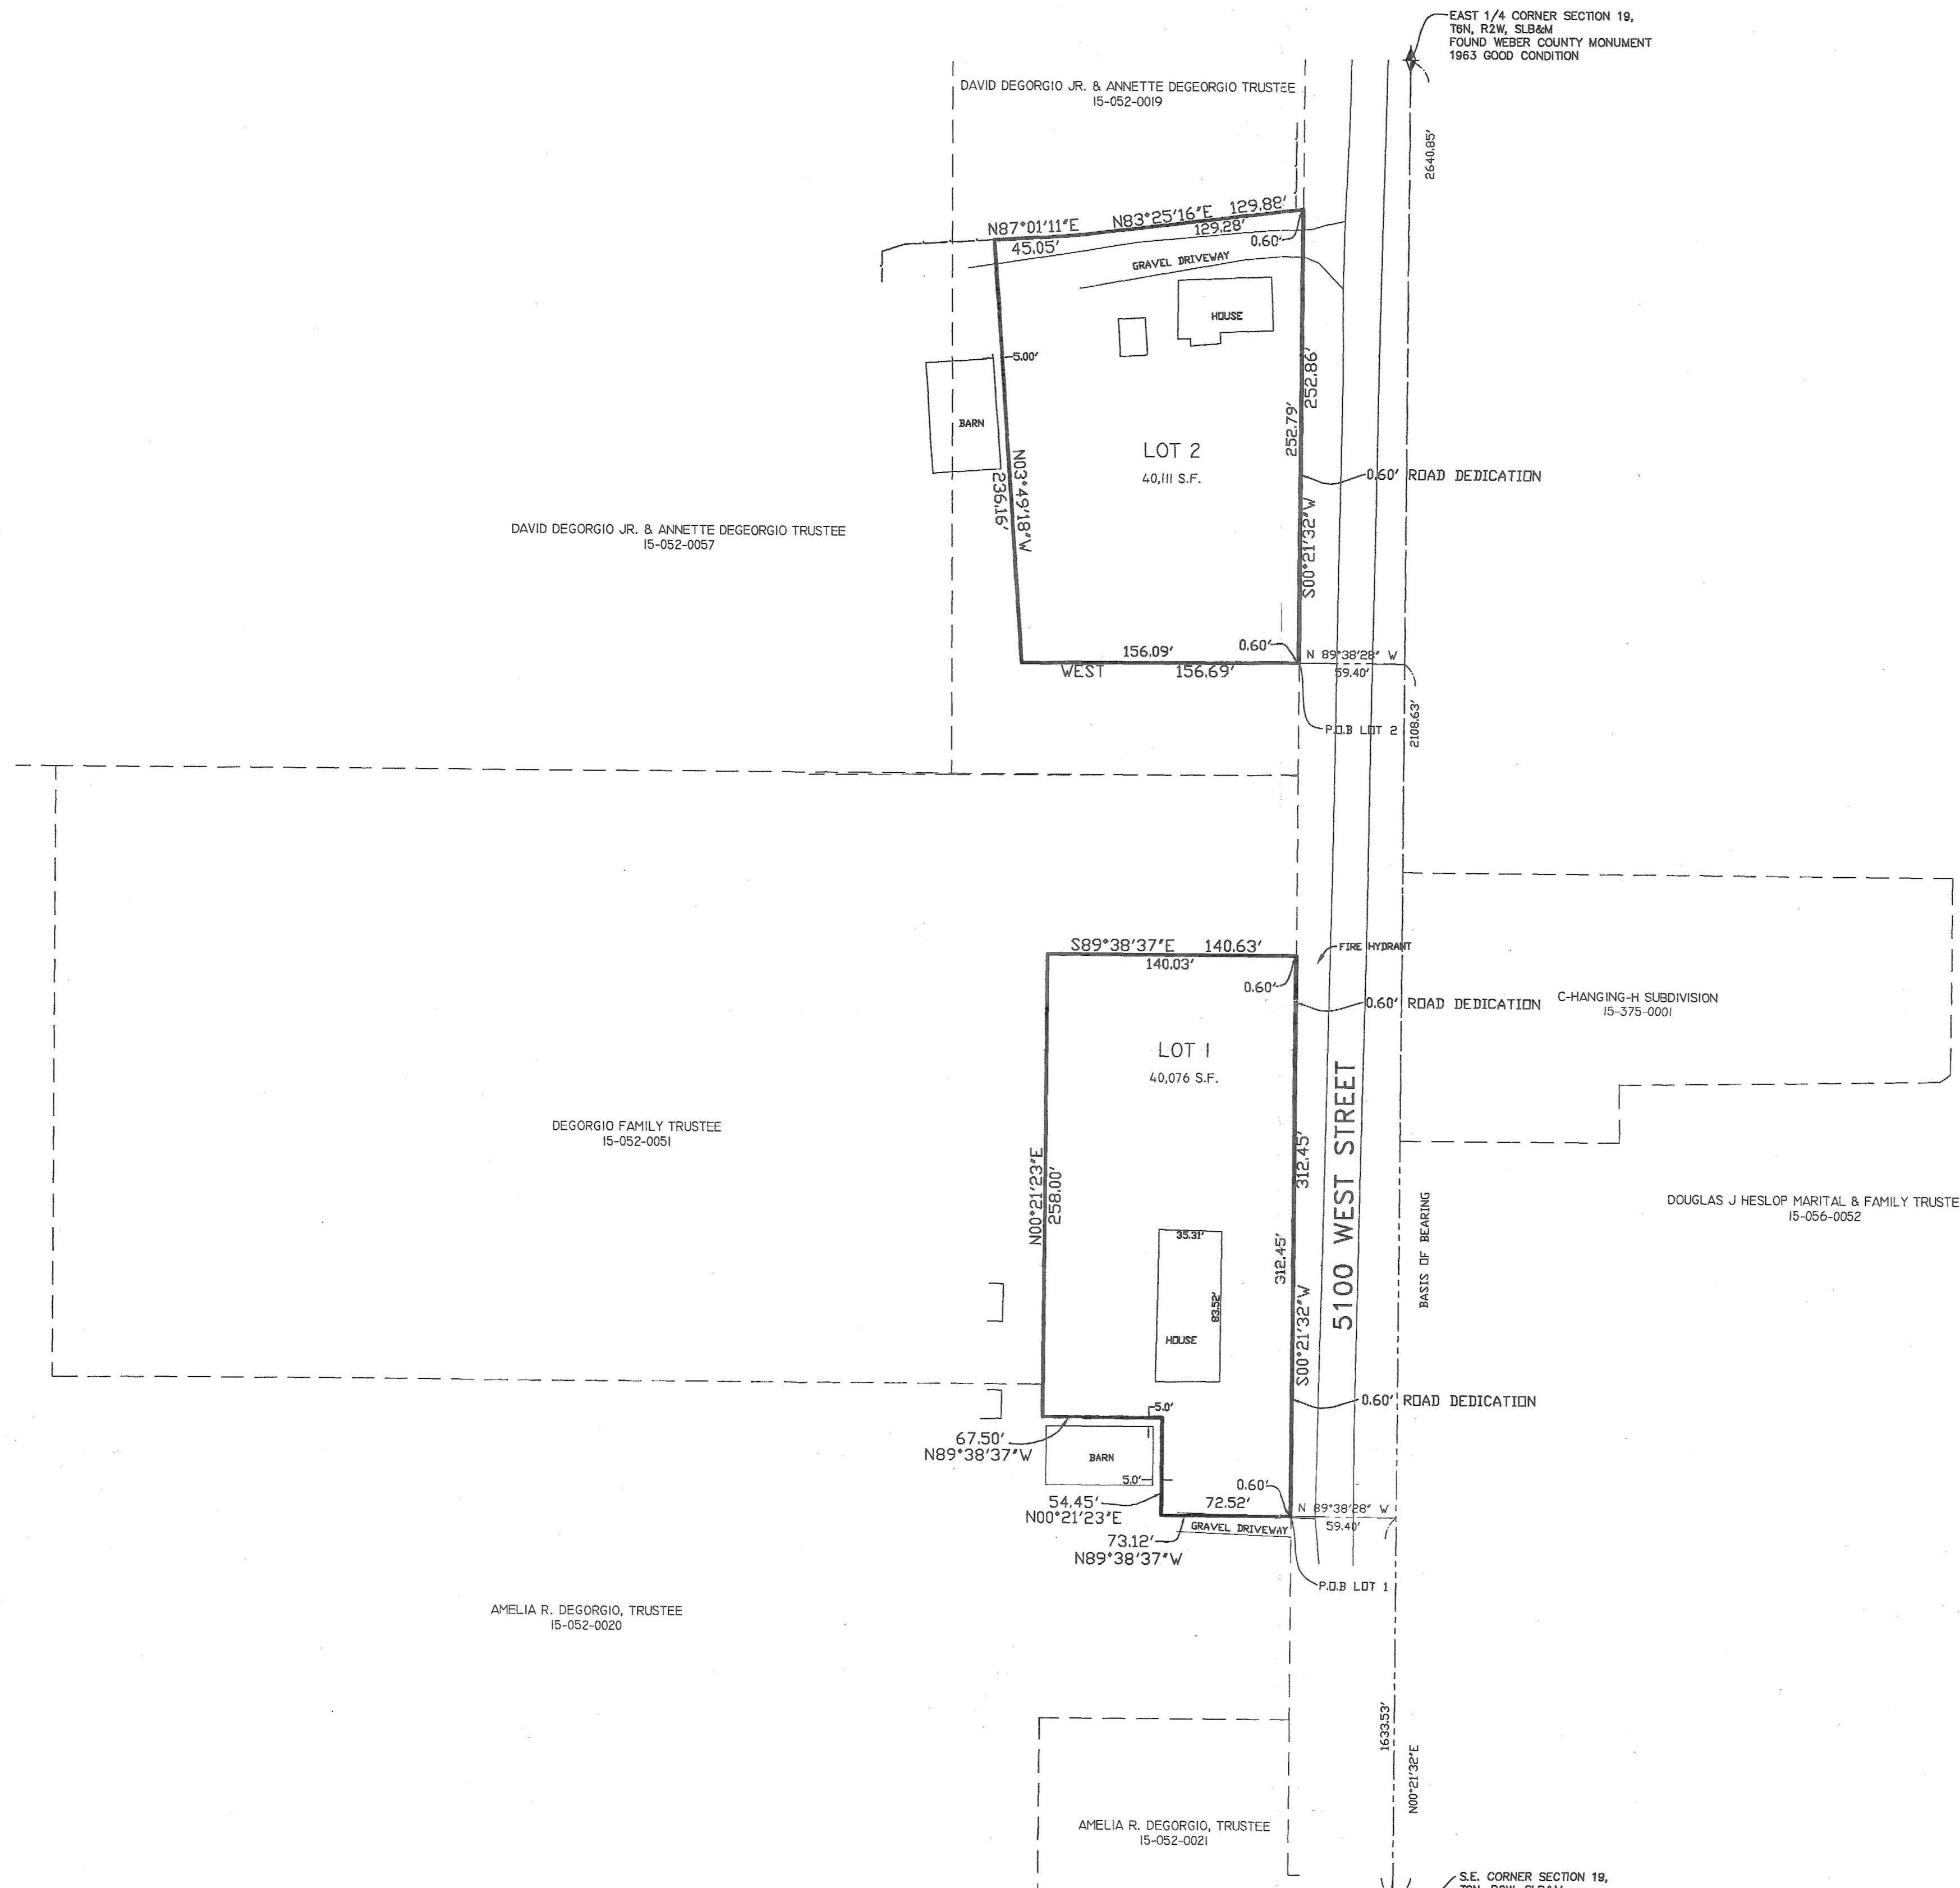 EAST 1/4 CORNER SECTION 19,
T6N, R2W, SLB&M
FOUND WEBER COUNTY MONUMENT
1963 GOOD CONDITION
DAVID DEGORGIO JR. & ANNETTE DEGEORGIO TRUSTEE
15-052-0019
2640.85'
N87°01'11"E
N83°25'16"E 129.88'
45.05'
129.28'
0.60'
GRAVEL DRIVEWAY
HOUSE
5.00'
BARN
252.86'
252.79'
LOT 2
40,111 S.F.
0.60' ROAD DEDICATION
N03°49'18"W
236.16'
S00°21'32"W
DAVID DEGORGIO JR. & ANNETTE DEGEORGIO TRUSTEE
15-052-0057
156.09'
0.60'
WEST 156.69'
N 89°38'28" W
59.40'
P.O.B LOT 2
2108.63'
S89°38'37"E 140.63'
140.03'
0.60'
FIRE HYDRANT
0.60' ROAD DEDICATION
C-HANGING-H SUBDIVISION
15-375-0001
LOT 1
40,076 S.F.
5100 WEST STREET
DEGORGIO FAMILY TRUSTEE
15-052-0051
N00°21'23"E
258.00'
312.45'
312.45'
S00°21'32"W
35.31'
83.52'
HOUSE
BASIS OF BEARING
DOUGLAS J HESLOP MARITAL & FAMILY TRUSTE
15-056-0052
0.60' ROAD DEDICATION
5.0'
67.50'
N89°38'37"W
BARN
5.0'
0.60'
54.45'
N00°21'23"E
72.52'
N 89°38'28" W
59.40'
GRAVEL DRIVEWAY
73.12'
N89°38'37"W
P.O.B LOT 1
AMELIA R. DEGORGIO, TRUSTEE
15-052-0020
1633.53'
N00°21'32"E
AMELIA R. DEGORGIO, TRUSTEE
15-052-0021
S.E. CORNER SECTION 19,